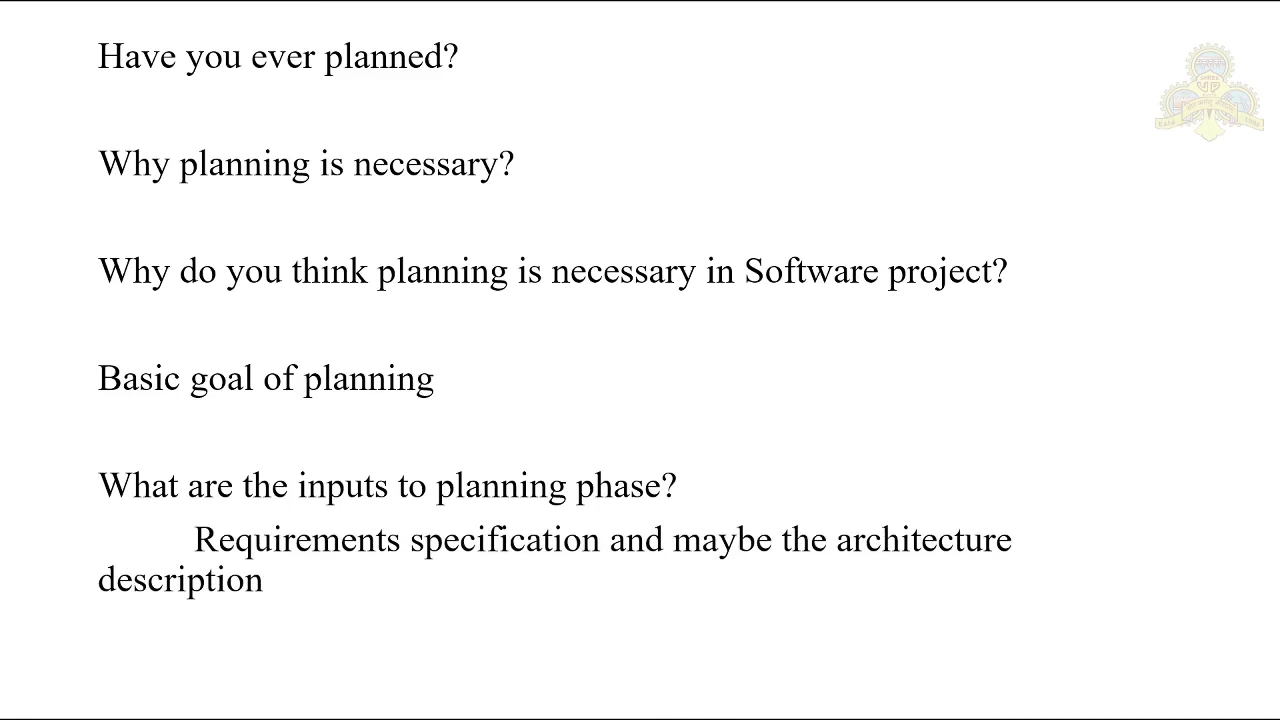 Have you ever planned?
Why planning is necessary?
Why do you think planning is necessary in Software project?
Basic goal of planning
What are the inputs to planning phase?
Requirements specification and maybe the architecture
description